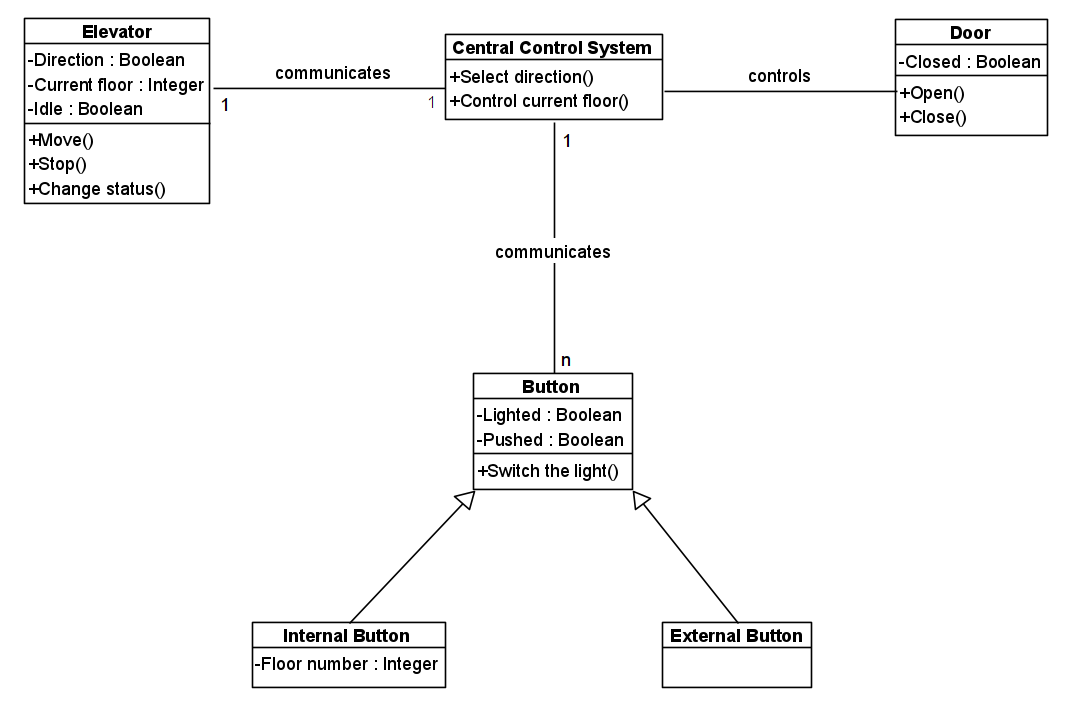 Elevator
-Direction : Boolean
-Current floor : Integer
-Idle : Boolean
+Move()
+Stop()
+Change status()
communicates
1
1
Central Control System
+Select direction()
+Control current floor()
controls
Door
-Closed : Boolean
+Open()
+Close()
1
communicates
n
Button
-Lighted : Boolean
-Pushed : Boolean
+Switch the light()
Internal Button
-Floor number : Integer
External Button